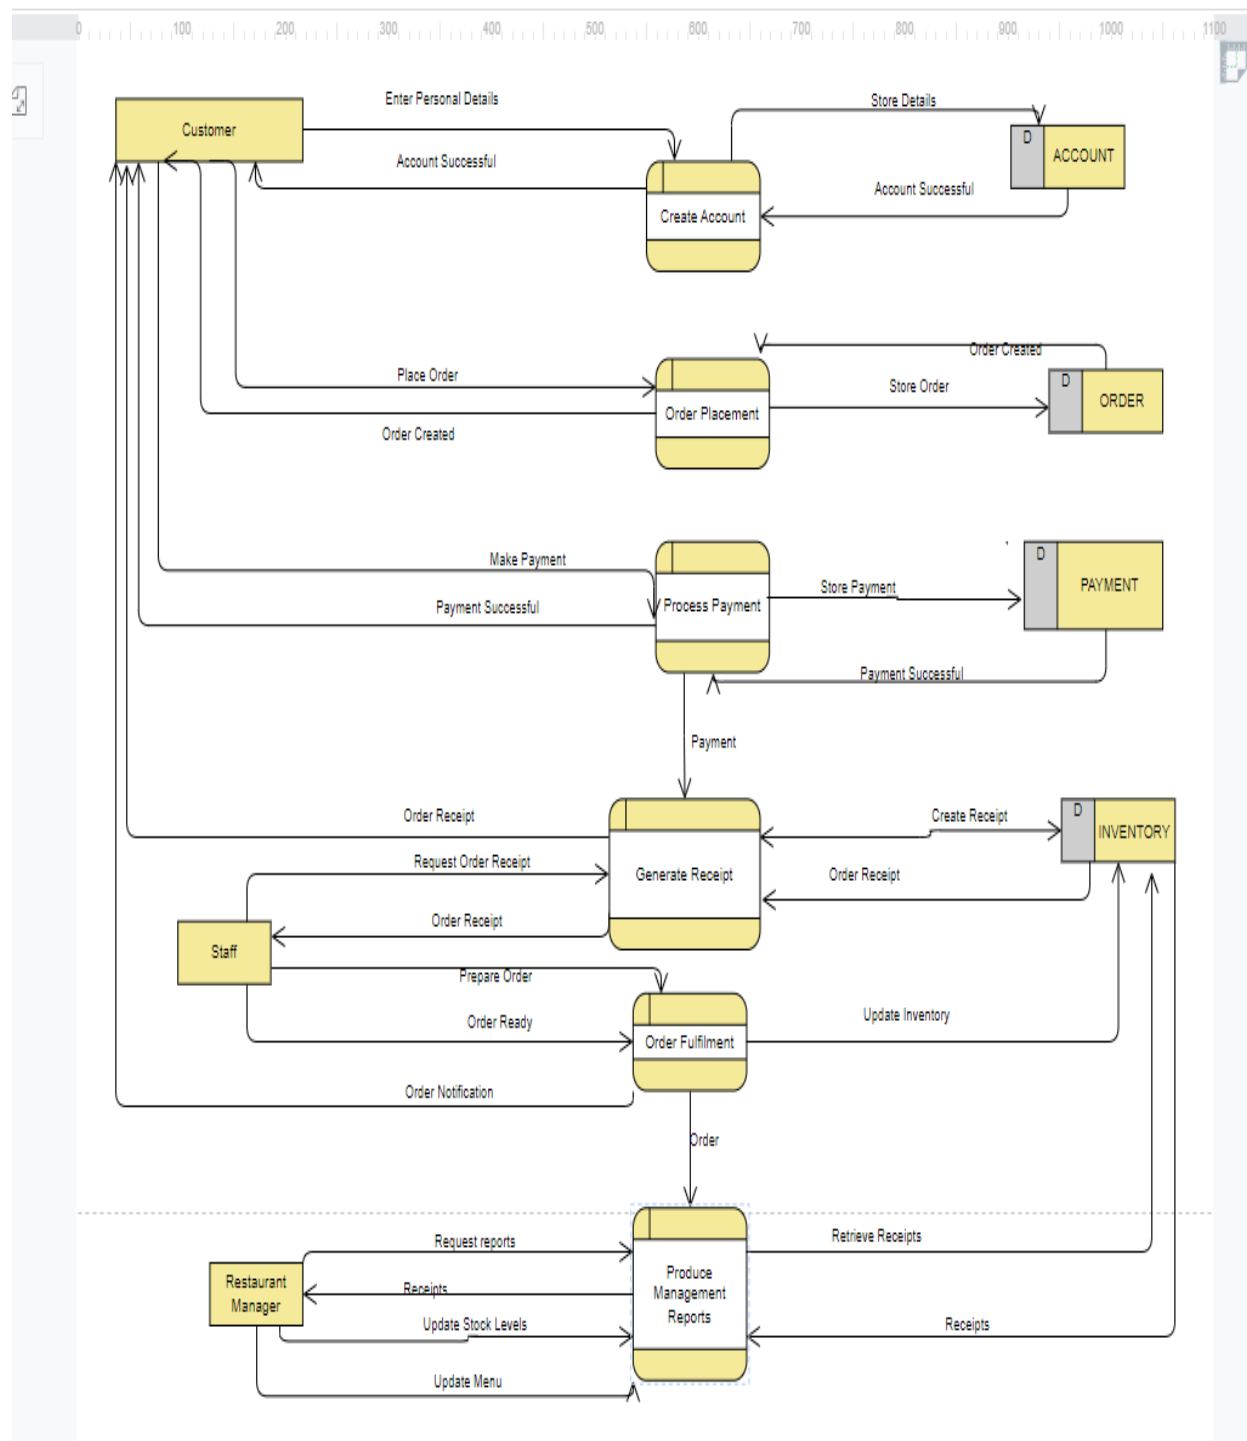 0 100 200 300 400 500 600 700 800 900 1000 1100
Enter Personal Details
Store Details
Customer
D
ACCOUNT
Account Successful
Account Successful
Create Account
Order Created
Place Order
Store Order
D
ORDER
Order Placement
Order Created
Make Payment
D
PAYMENT
Store Payment
Payment Successful
Process Payment
Payment Successful
Payment
Order Receipt
Create Receipt
D
INVENTORY
Request Order Receipt
Generate Receipt
Order Receipt
Order Receipt
Staff
Prepare Order
Order Ready
Update Inventory
Order Fulfilment
Order Notification
Order
Request reports
Retrieve Receipts
Restaurant
Manager
Produce
Management
Reports
Receipts
Update Stock Levels
Receipts
Update Menu